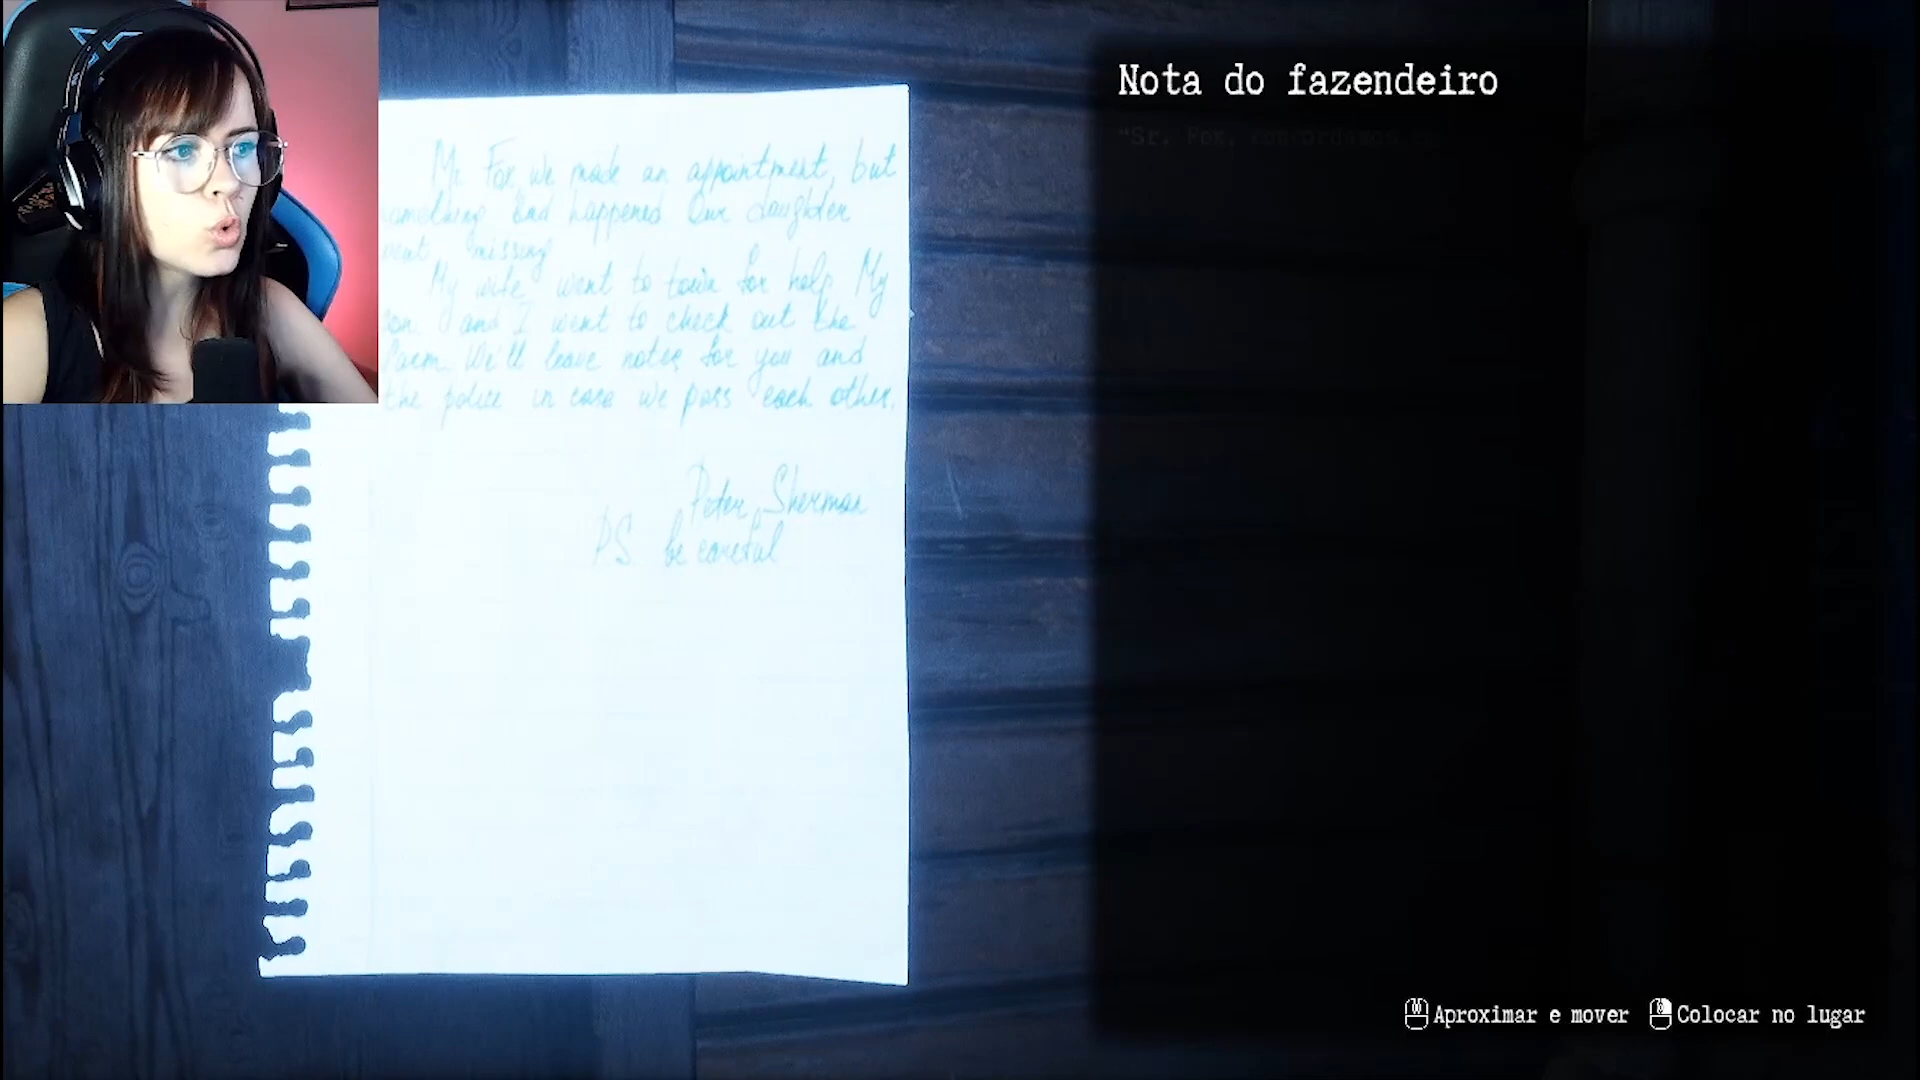 Nota do fazendeiro
"Sr. Fox, concordamos
Mr. Fox, we made an appointment, but
something bad happened Our daughter
went missing
My wife went to town for help My
son and I went to check out the
farm. We'll leave notes for you and
the police in case we pass each other.
Peter Sherman
P.S. be careful
Aproximar e mover
Colocar no lugar